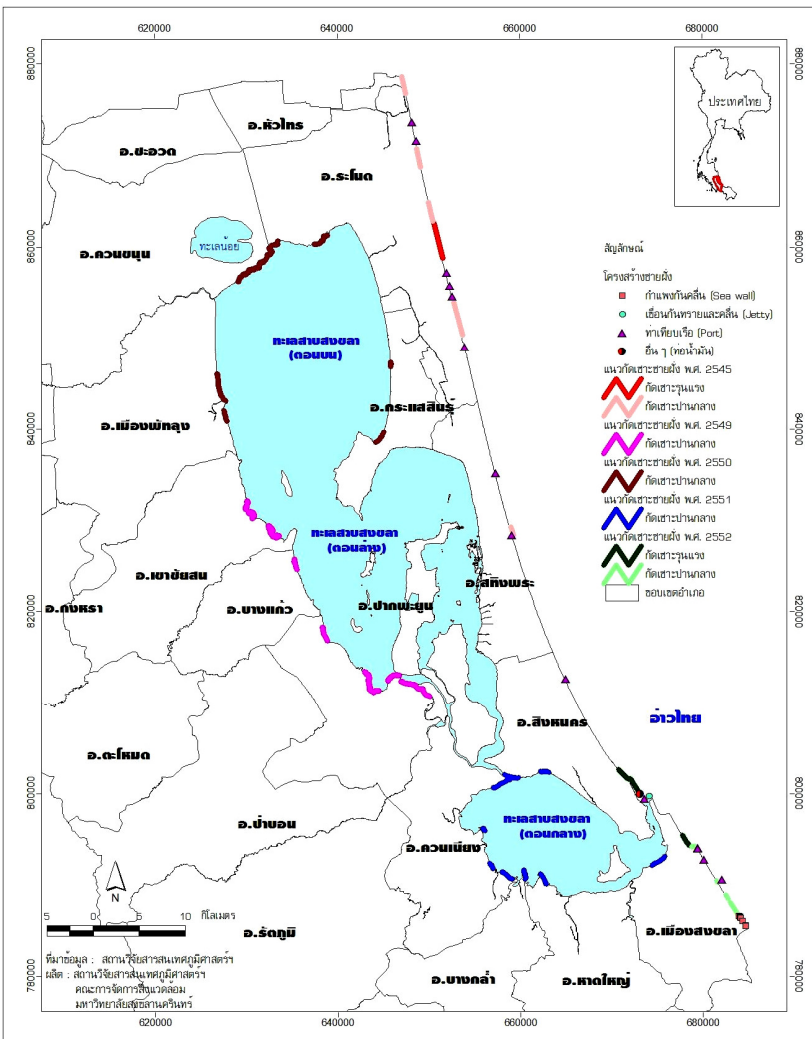 620000 640000 660000 680000
880000 880000
ประเทศไทย
อ.หัวไทร
อ.ชะอวด
อ.ระโนด
ทะเลน้อย
อ.ควนขนุน
860000 860000
สัญลักษณ์
โครงสร้างชายฝั่ง
กำแพงกันคลื่น (Sea wall)
เขื่อนกันทรายและคลื่น (Jetty)
ท่าเทียบเรือ (Port)
อื่น ๆ (ท่อน้ำมัน)
แนวกัดเซาะชายฝั่ง พ.ศ. 2545
กัดเซาะรุนแรง
กัดเซาะปานกลาง
แนวกัดเซาะชายฝั่ง พ.ศ. 2549
กัดเซาะปานกลาง
แนวกัดเซาะชายฝั่ง พ.ศ. 2550
กัดเซาะปานกลาง
แนวกัดเซาะชายฝั่ง พ.ศ. 2551
กัดเซาะปานกลาง
แนวกัดเซาะชายฝั่ง พ.ศ. 2552
กัดเซาะรุนแรง
กัดเซาะปานกลาง
ขอบเขตอำเภอ
ทะเลสาบสงขลา
(ตอนบน)
อ.กระแสสินธุ์
อ.เมืองพัทลุง
840000 840000
ทะเลสาบสงขลา
(ตอนล่าง)
อ.เขาชัยสน
อ.สทิงพระ
อ.กงหรา
อ.บางแก้ว
อ.ปากพะยูน
820000 820000
อ.สิงหนคร
อ่าวไทย
อ.ตะโหมด
800000 800000
อ.ป่าบอน
ทะเลสาบสงขลา
(ตอนกลาง)
อ.ควนเนียง
N
5 0 5 10 กิโลเมตร
อ.รัตภูมิ
อ.เมืองสงขลา
ที่มาข้อมูล : สถานวิจัยสารสนเทศภูมิศาสตร์ฯ
ผลิต : สถานวิจัยสารสนเทศภูมิศาสตร์ฯ
คณะการจัดการสิ่งแวดล้อม
มหาวิทยาลัยสงขลานครินทร์
อ.บางกล่ำ
อ.หาดใหญ่
780000 780000
620000 640000 660000 680000